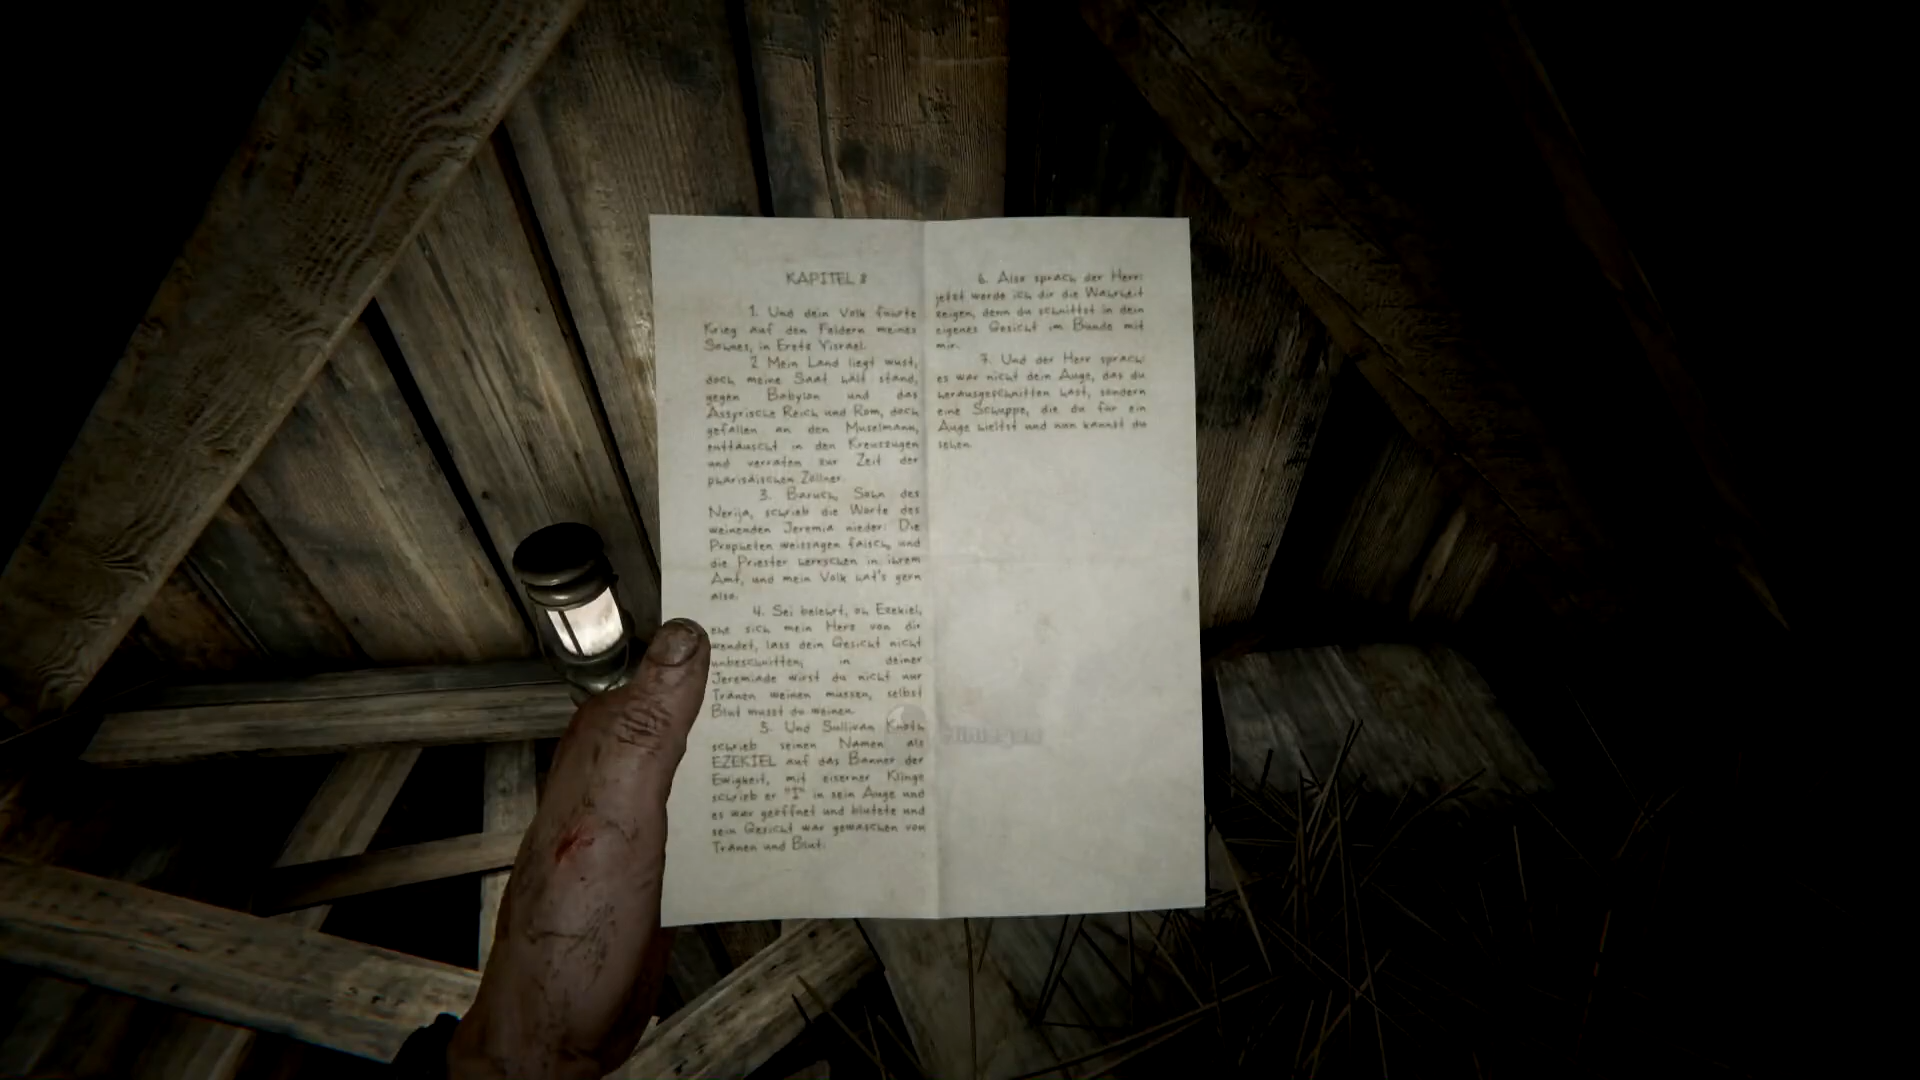 KAPITEL 8
1. Und dein Volk führte
Krieg auf den Feldern meines
Sohnes, in Eretz Yisrael.
2 Mein Land liegt wüst,
doch meine Saat hält stand,
gegen Babylon und das
Assyrische Reich und Rom, doch
gefallen an den Muselmann,
enttäuscht in den Kreuzzügen
und verraten zur Zeit der
pharisäischen Zöllner.
3. Baruch, Sohn des
Nerija, schrieb die Worte des
weinenden Jeremia nieder: Die
Propheten weissagen falsch, und
die Priester herrschen in ihrem
Amt, und mein Volk hat's gern
also.
4. Sei belehrt, oh Ezekiel,
ehe sich mein Herz von dir
wendet, lass dein Gesicht nicht
unbeschnitten; in deiner
Jeremiade wirst du nicht nur
Tränen weinen müssen, selbst
Blut musst du weinen.
5. Und Sullivan Knoth
schrieb seinen Namen als
EZEKIEL auf das Banner der
Ewigkeit, mit eiserner Klinge
schrieb er "I" in sein Auge und
es war geöffnet und blutete und
sein Gesicht war gewaschen von
Tränen und Blut.
6. Also sprach der Herr:
jetzt werde ich dir die Wahrheit
zeigen, denn du schnittst in dein
eigenes Gesicht im Bunde mit
mir.
7. Und der Herr sprach:
es war nicht dein Auge, das du
herausgeschnitten hast, sondern
eine Schuppe, die du für ein
Auge hieltst und nun kannst du
sehen.